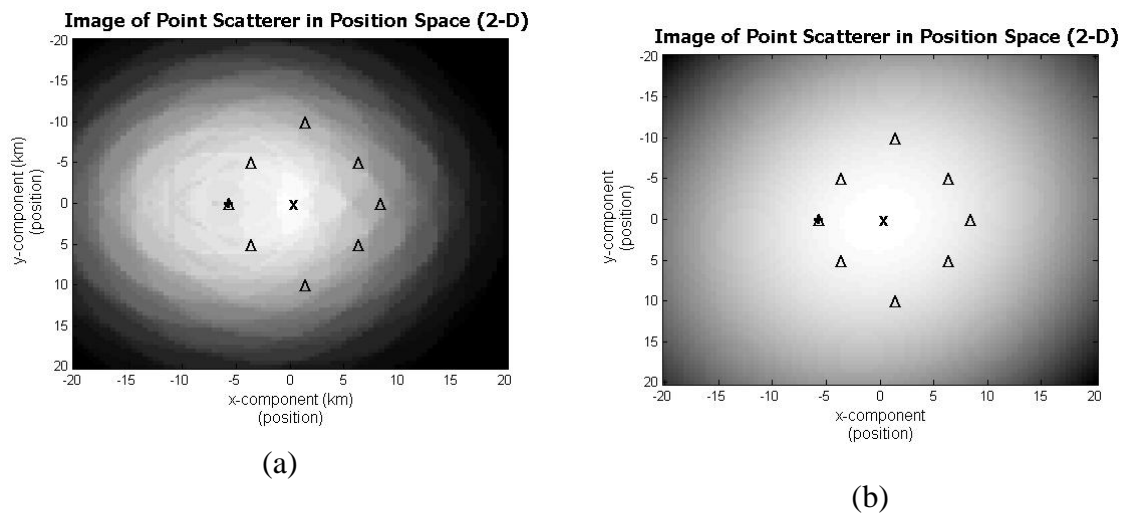 Image of Point Scatterer in Position Space (2-D)
-20
-15
-10
-5
0
5
10
15
20
y-component (km)
(position)
x
-20 -15 -10 -5 0 5 10 15 20
x-component (km)
(position)
(a)
Image of Point Scatterer in Position Space (2-D)
-20
-15
-10
-5
0
5
10
15
20
y-component
(position)
x
-20 -15 -10 -5 0 5 10 15 20
x-component
(position)
(b)